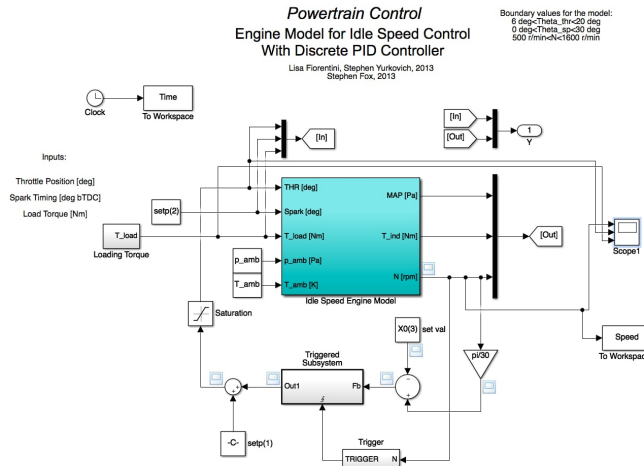 Powertrain Control
Engine Model for Idle Speed Control
With Discrete PID Controller
Lisa Fiorentini, Stephen Yurkovich, 2013
Stephen Fox, 2013
Boundary values for the model:
6 deg<Theta_thr<20 deg
0 deg<Theta_sp<30 deg
500 r/min<N<1600 r/min
Clock
Time
To Workspace
[In]
[In]
[Out]
1
Y
Inputs:
Throttle Position [deg]
Spark Timing [deg bTDC]
Load Torque [Nm]
setp(2)
T_load
Loading Torque
p_amb
T_amb
THR [deg]
Spark [deg]
T_load [Nm]
p_amb [Pa]
T_amb [K]
MAP [Pa]
T_ind [Nm]
N [rpm]
Idle Speed Engine Model
[Out]
Scope1
Saturation
X0(3)
set val
pi/30
Speed
To Workspac
Triggered
Subsystem
Out1
Fb
-C-
setp(1)
Trigger
TRIGGER
N